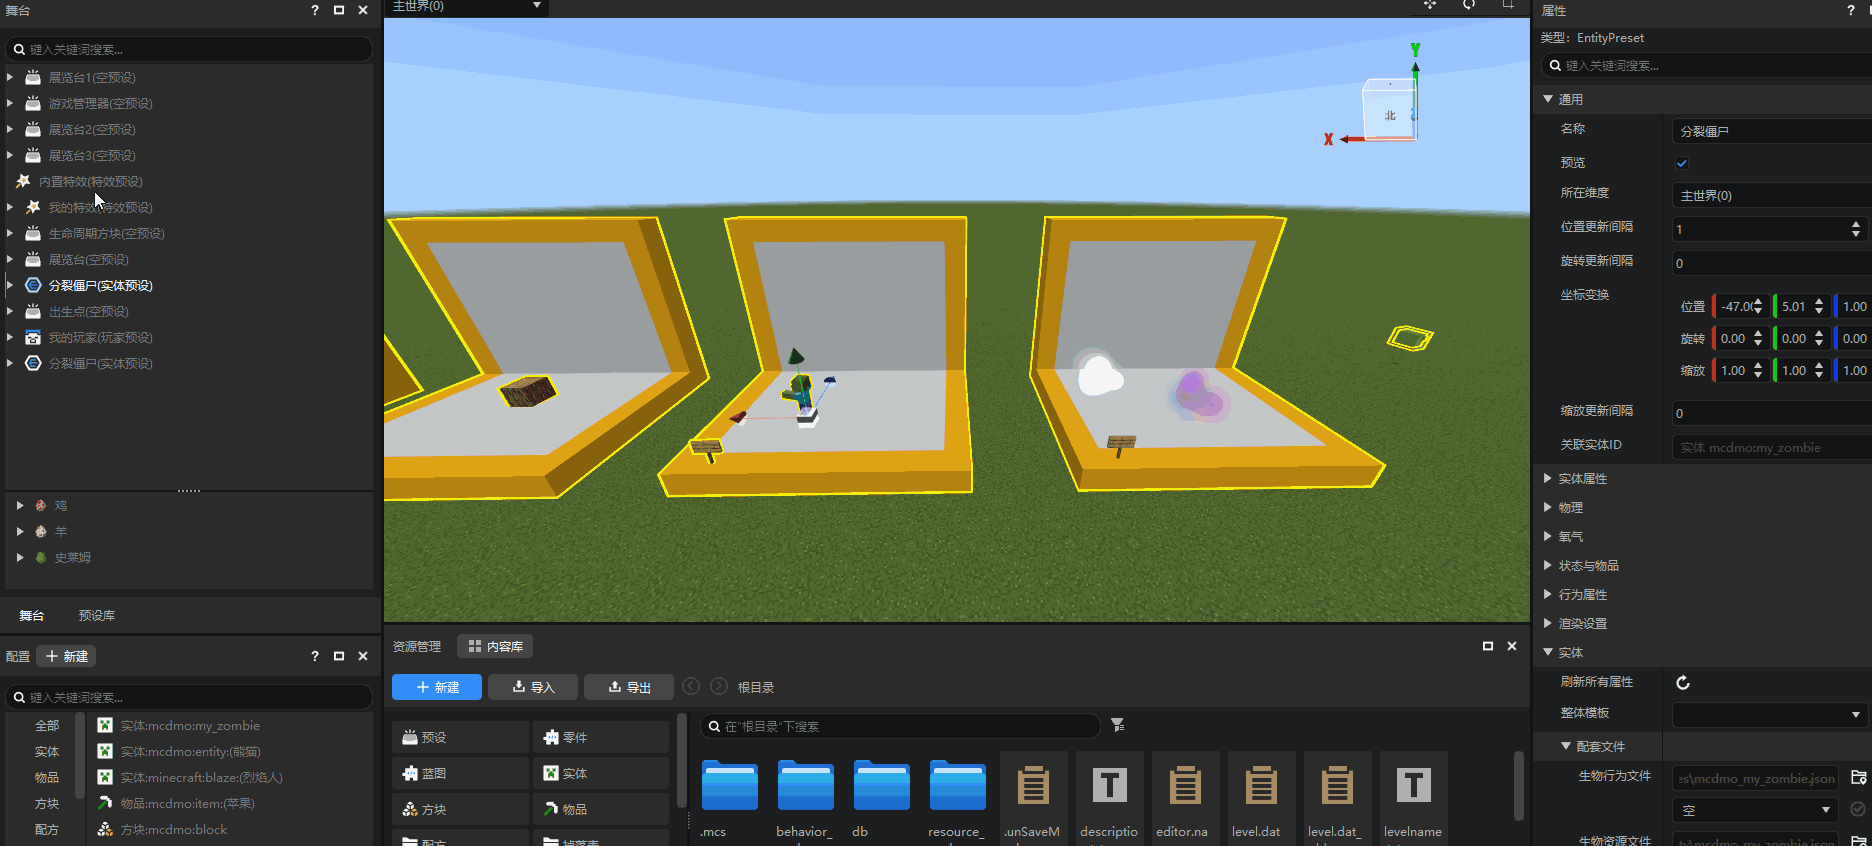 舞台
?
键入关键词搜索...
展览台1(空预设)
游戏管理器(空预设)
展览台2(空预设)
展览台3(空预设)
内置特效(特效预设)
我的特效(特效预设)
生命周期方块(空预设)
展览台(空预设)
分裂僵尸(实体预设)
出生点(空预设)
我的玩家(玩家预设)
分裂僵尸(实体预设)
鸡
羊
史莱姆
舞台 预设库
配置 新建 ?
键入关键词搜索...
全部 实体:mcdmo:my_zombie
实体 实体:mcdmo:entity:(熊猫)
物品 实体:minecraft:blaze:(烈焰人)
方块 物品:mcdmo:item:(苹果)
配方 方块:mcdmo:block
主世界(0)
Y
北
X
资源管理 内容库
新建 导入 导出 根目录
预设 零件
蓝图 实体
方块 物品
配方 掉落表
在"根目录"下搜索
.mcs behavior_ db resource_ .unSaveM descriptio editor.na level.dat level.dat_ levelname
属性 ?
类型: EntityPreset
键入关键词搜索...
通用
名称 分裂僵尸
预览
所在维度 主世界(0)
位置更新间隔 1
旋转更新间隔 0
坐标变换
位置 -47.0 5.01 1.00
旋转 0.00 0.00 0.00
缩放 1.00 1.00 1.00
缩放更新间隔 0
关联实体ID 实体 mcdmo:my_zombie
实体属性
物理
氧气
状态与物品
行为属性
渲染设置
实体
刷新所有属性
整体模板
配套文件
生物行为文件 es\mcdmo_my_zombie.json
空
生物资源文件 ty\mcdmo_my_zombie.json